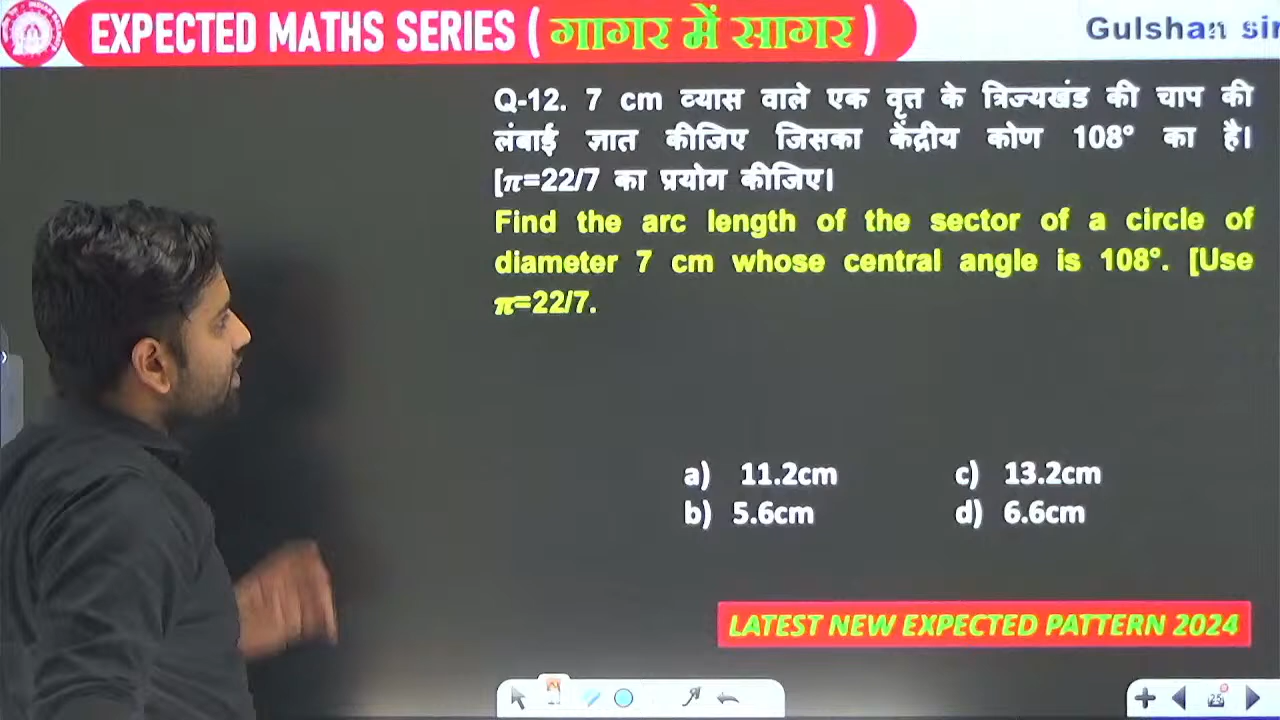 EXPECTED MATHS SERIES ( गागर में सागर )
Gulshan sir
Q-12. 7 cm व्यास वाले एक वृत्त के त्रिज्यखंड की चाप की
लंबाई ज्ञात कीजिए जिसका केंद्रीय कोण 108° का है।
[π=22/7 का प्रयोग कीजिए।
Find the arc length of the sector of a circle of
diameter 7 cm whose central angle is 108°. [Use
π=22/7.
a) 11.2cm c) 13.2cm
b) 5.6cm d) 6.6cm
LATEST NEW EXPECTED PATTERN 2024